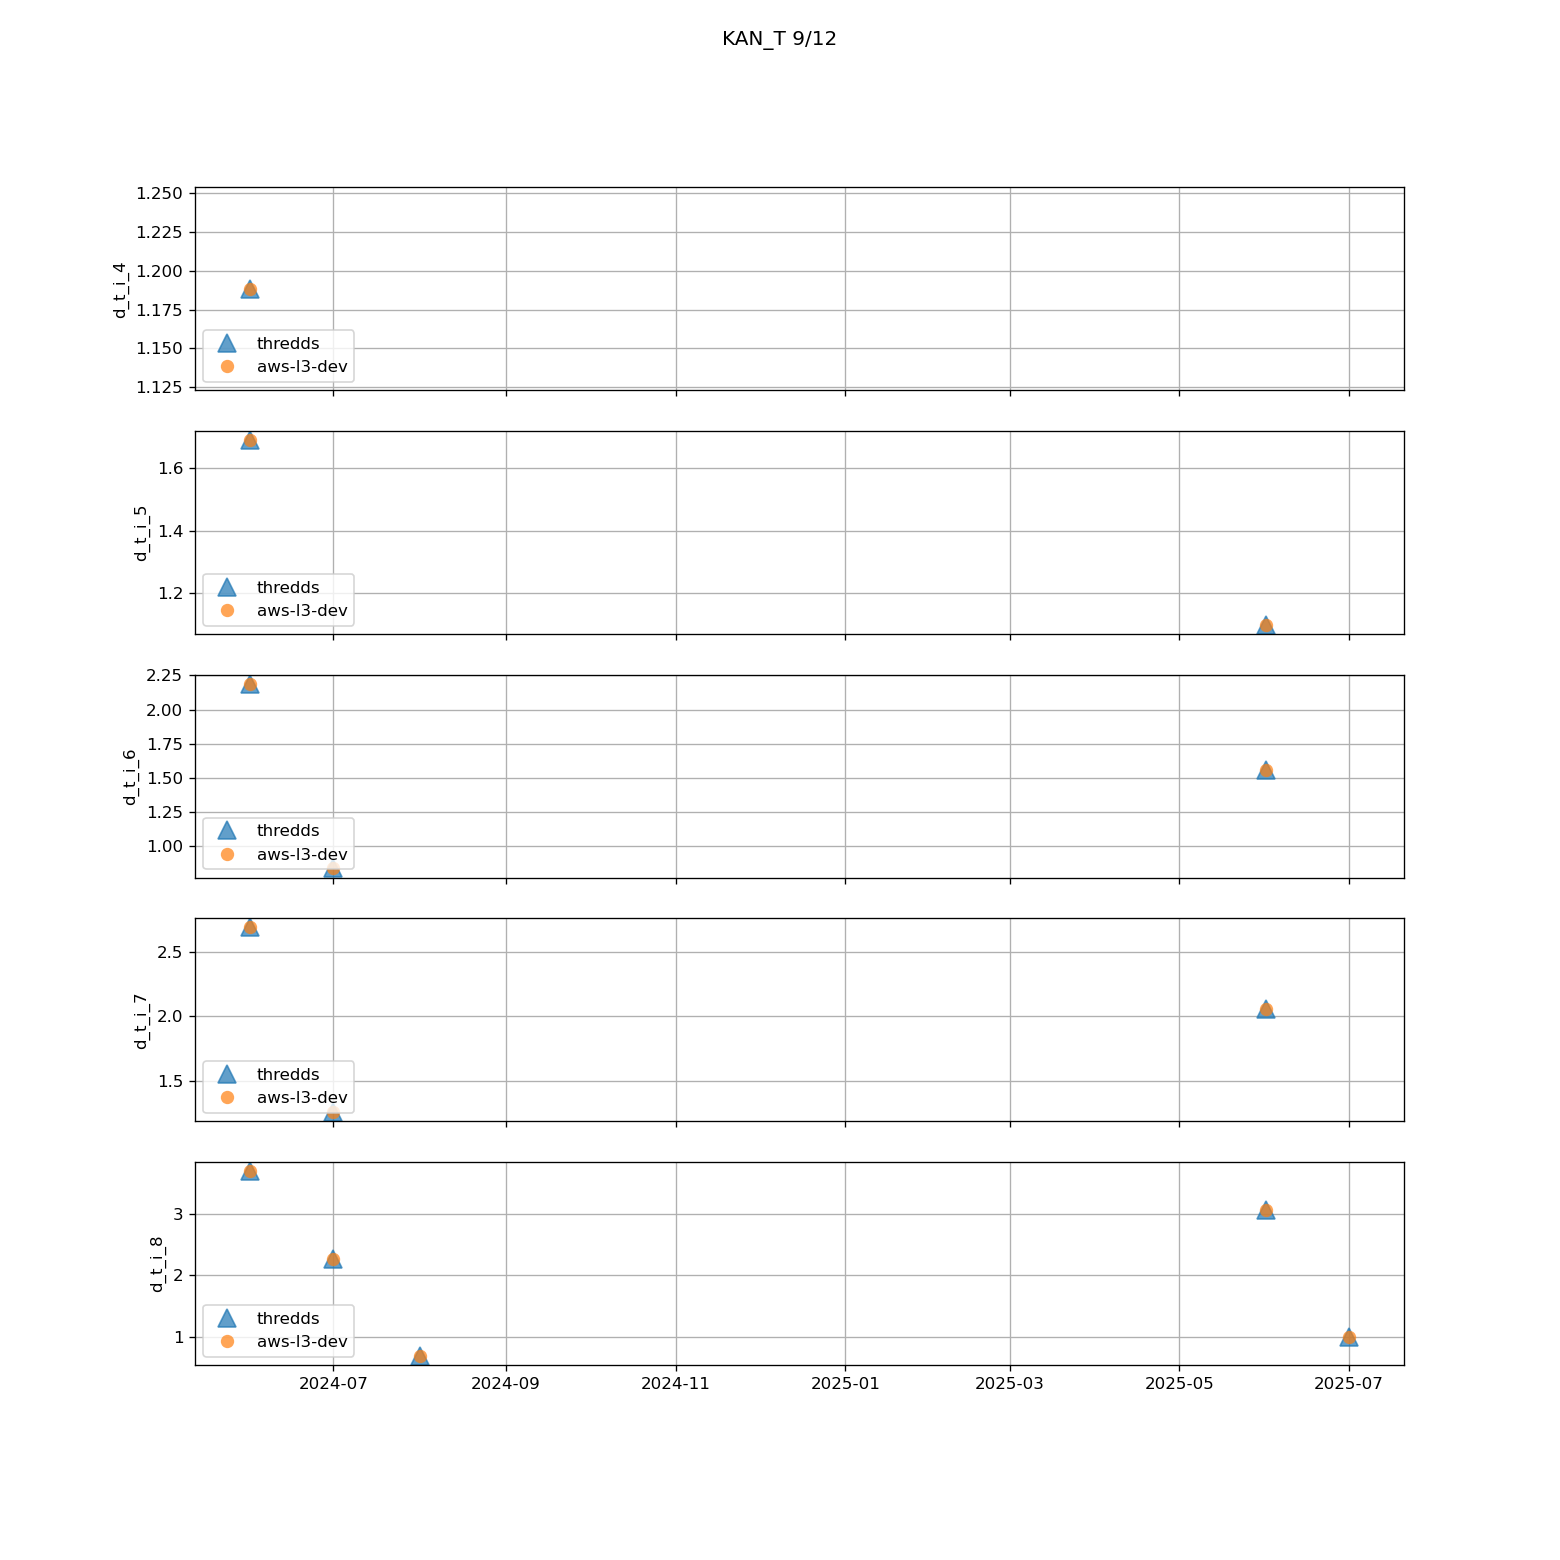 KAN_T 9/12
1.250
1.225
1.200
1.175
1.150
1.125
d_t_i_4
thredds
aws-l3-dev
1.6
1.4
1.2
d_t_i_5
thredds
aws-l3-dev
2.25
2.00
1.75
1.50
1.25
1.00
d_t_i_6
thredds
aws-l3-dev
2.5
2.0
1.5
d_t_i_7
thredds
aws-l3-dev
3
2
1
d_t_i_8
thredds
aws-l3-dev
2024-07 2024-09 2024-11 2025-01 2025-03 2025-05 2025-07